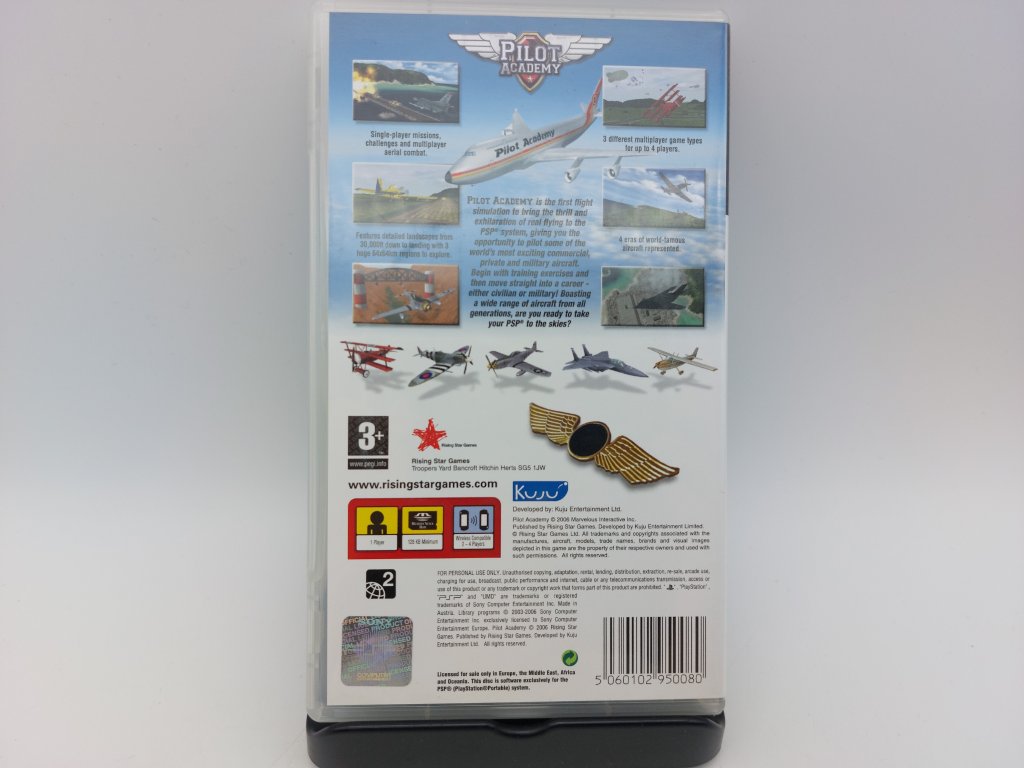 PILOT
ACADEMY
Single-player missions,
challenges and multiplayer
aerial combat.
Pilot Academy
3 different multiplayer game types
for up to 4 players.
Features detailed landscapes from
30,000ft down to landing with 3
huge 64x64km regions to explore.
PILOT ACADEMY is the first flight
simulation to bring the thrill and
exhilaration of real flying to the
PSP® system, giving you the
opportunity to pilot some of the
world's most exciting commercial,
private and military aircraft.
Begin with training exercises and
then move straight into a career -
either civilian or military! Boasting
a wide range of aircraft from all
generations, are you ready to take
your PSP® to the skies?
4 eras of world-famous
aircraft represented.
3+
www.pegi.info
Rising Star Games
Rising Star Games
Troopers Yard Bancroft Hitchin Herts SG5 1JW
www.risingstargames.com
Kuju
Developed by: Kuju Entertainment Ltd.
Pilot Academy © 2006 Marvelous Interactive Inc.
Published by Rising Star Games. Developed by Kuju Entertainment Limited.
© Rising Star Games Ltd. All copyrights and rights associated with the
manufactures, aircraft, models, trade names, brands and visual images
depicted in this game are the property of their respective owners and used with
such permissions. All rights reserved.
1 Player
128 KB Minimum
Wireless Compatible
2 - 4 Players
2
FOR PERSONAL USE ONLY. Unauthorised copying, adaptation, rental, lending, distribution, extraction, re-sale, arcade use,
charging for use, broadcast, public performance and internet, cable or any telecommunications transmission, access or
use of this product or any trademark or copyright work that forms part of this product are prohibited. "PlayStation",
PSP and "UMD" are trademarks or registered
trademarks of Sony Computer Entertainment Inc. Made in
Austria. Library programs © 2003-2006 Sony Computer
Entertainment Inc. exclusively licensed to Sony Computer
Entertainment Europe. Pilot Academy © 2006 Rising Star
Games. Published by Rising Star Games. Developed by Kuju
Entertainment Ltd. All rights reserved.
SONY
COMPUTER
Licensed for sale only in Europe, the Middle East, Africa
and Oceania. This disc is software exclusively for the
PSP® (PlayStation®Portable) system.
5 060102 950080